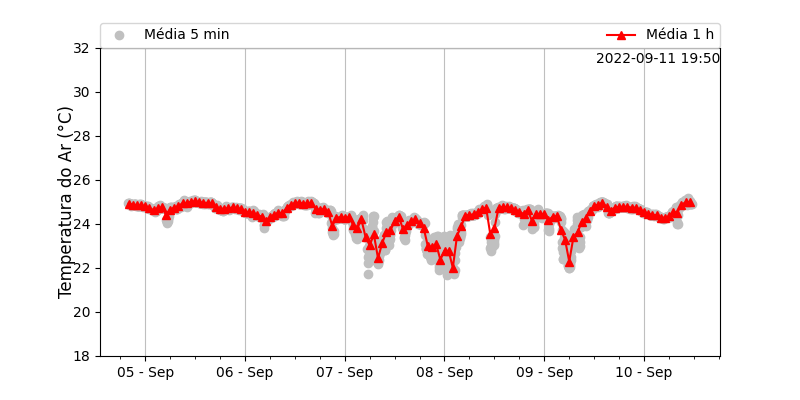 Média 5 min
Média 1 h
2022-09-11 19:50
Temperatura do Ar (°C)
32
30
28
26
24
22
20
18
05 - Sep
06 - Sep
07 - Sep
08 - Sep
09 - Sep
10 - Sep